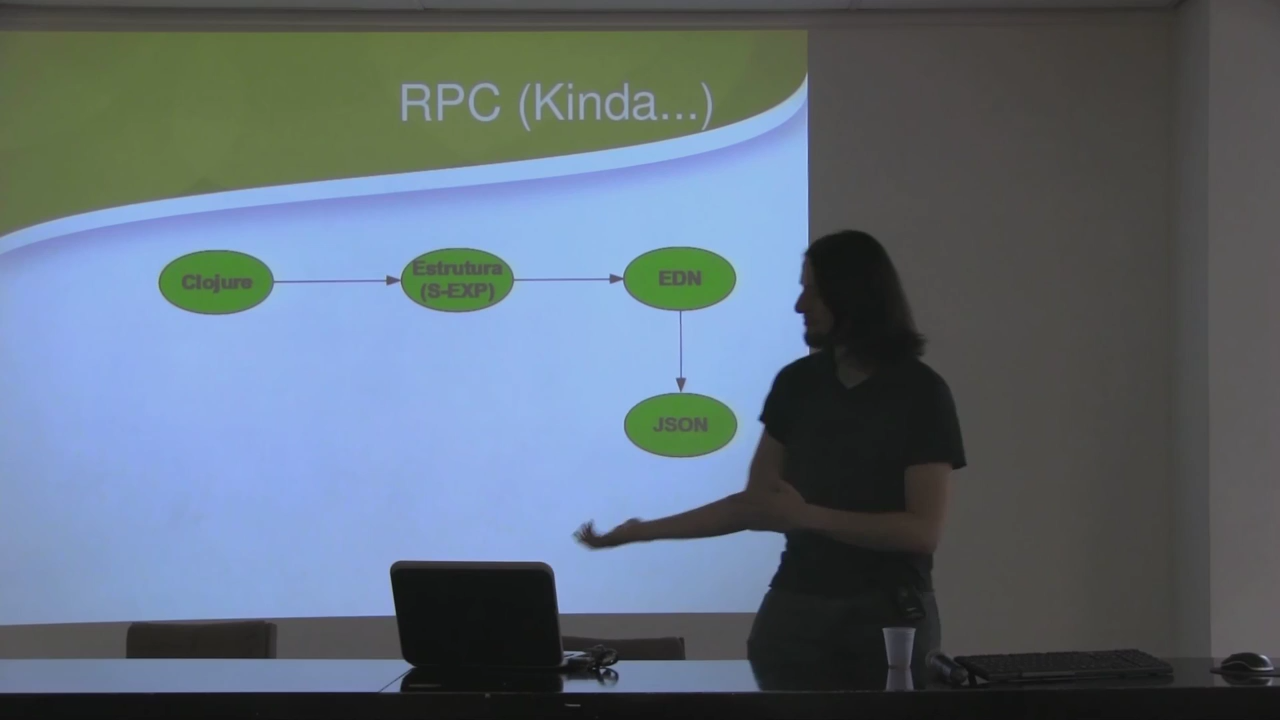 RPC (Kinda...)
Clojure
Estrutura
(S-EXP)
EDN
JSON